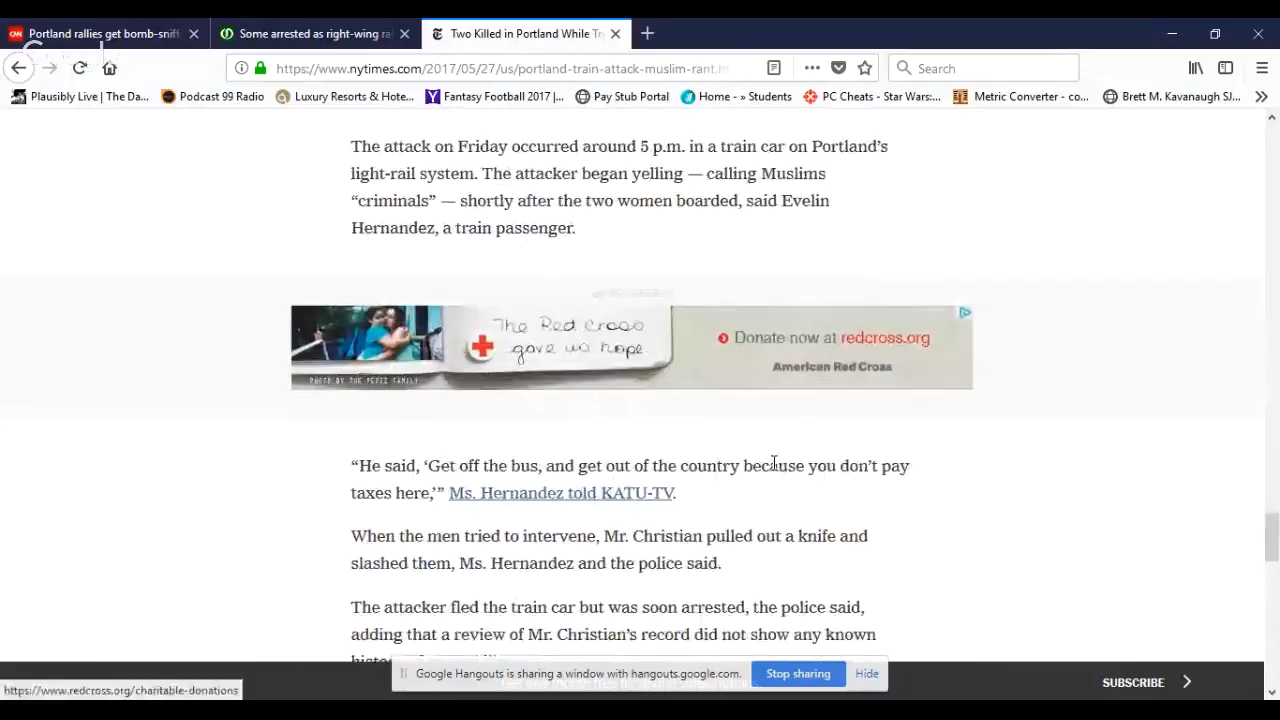 Portland rallies get bomb-sniff
Some arrested as right-wing ra
Two Killed in Portland While Tr
https://www.nytimes.com/2017/05/27/us/portland-train-attack-muslim-rant.h
Search
Plausibly Live | The Da...
Podcast 99 Radio
Luxury Resorts & Hote...
Fantasy Football 2017 |...
Pay Stub Portal
Home - » Students
PC Cheats - Star Wars:...
Metric Converter - co...
Brett M. Kavanaugh SJ...
The attack on Friday occurred around 5 p.m. in a train car on Portland’s
light-rail system. The attacker began yelling — calling Muslims
“criminals” — shortly after the two women boarded, said Evelin
Hernandez, a train passenger.
The Red Cross
gave us hope.
PHOTO BY THE PEREZ FAMILY
Donate now at redcross.org
American Red Cross
“He said, ‘Get off the bus, and get out of the country because you don’t pay
taxes here,’” Ms. Hernandez told KATU-TV.
When the men tried to intervene, Mr. Christian pulled out a knife and
slashed them, Ms. Hernandez and the police said.
The attacker fled the train car but was soon arrested, the police said,
adding that a review of Mr. Christian’s record did not show any known
Google Hangouts is sharing a window with hangouts.google.com.
Stop sharing
Hide
SUBSCRIBE
https://www.redcross.org/charitable-donations